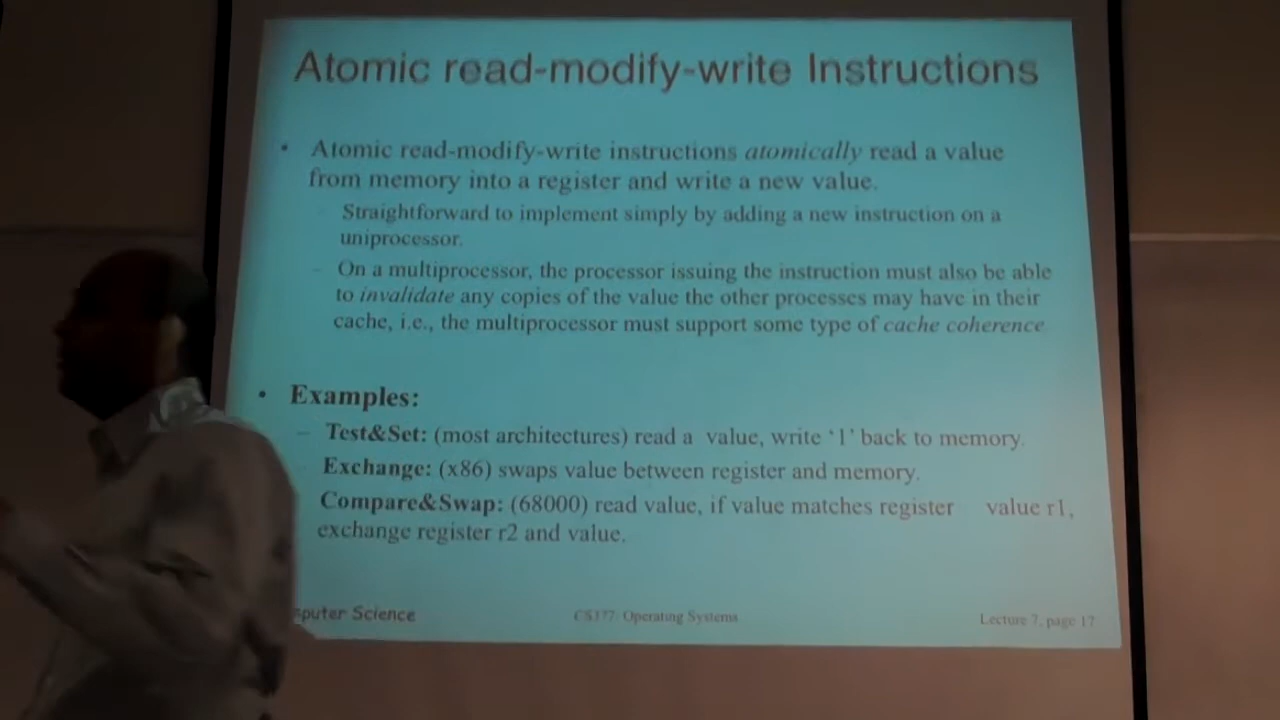 Atomic read-modify-write Instructions
• Atomic read-modify-write instructions atomically read a value
from memory into a register and write a new value.
– Straightforward to implement simply by adding a new instruction on a
uniprocessor.
– On a multiprocessor, the processor issuing the instruction must also be able
to invalidate any copies of the value the other processes may have in their
cache, i.e., the multiprocessor must support some type of cache coherence
• Examples:
– Test&Set: (most architectures) read a value, write ‘1’ back to memory.
Exchange: (x86) swaps value between register and memory.
Compare&Swap: (68000) read value, if value matches register value r1,
exchange register r2 and value.
puter Science CS377: Operating Systems Lecture 7, page 17